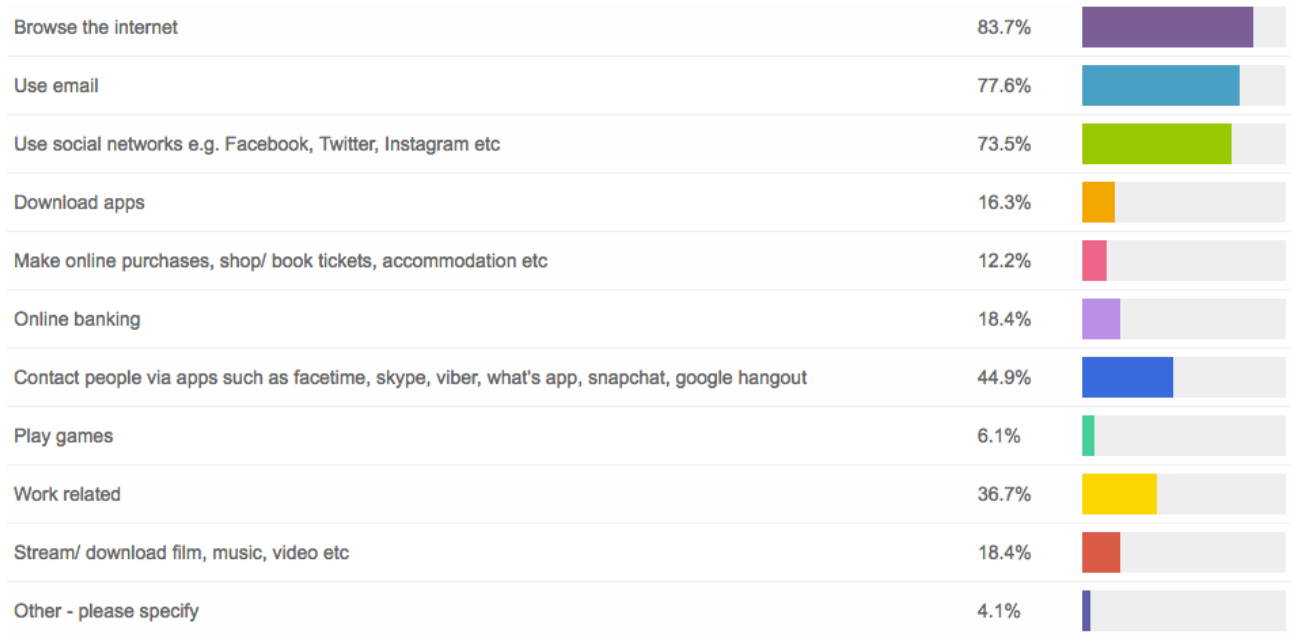 Browse the internet 83.7%
Use email 77.6%
Use social networks e.g. Facebook, Twitter, Instagram etc 73.5%
Download apps 16.3%
Make online purchases, shop/ book tickets, accommodation etc 12.2%
Online banking 18.4%
Contact people via apps such as facetime, skype, viber, what's app, snapchat, google hangout 44.9%
Play games 6.1%
Work related 36.7%
Stream/ download film, music, video etc 18.4%
Other - please specify 4.1%